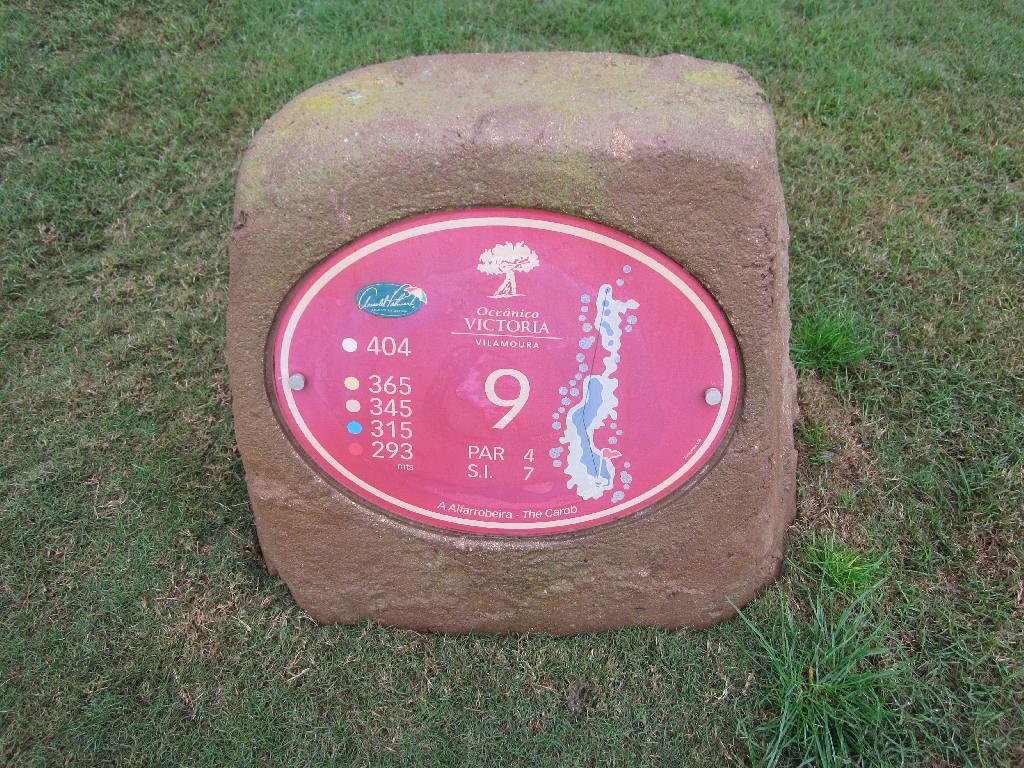 Oceânico
VICTORIA
VILAMOURA
404
365
345
315
293
mts
9
PAR 4
S.I. 7
A Alfarrobeira - The Carob